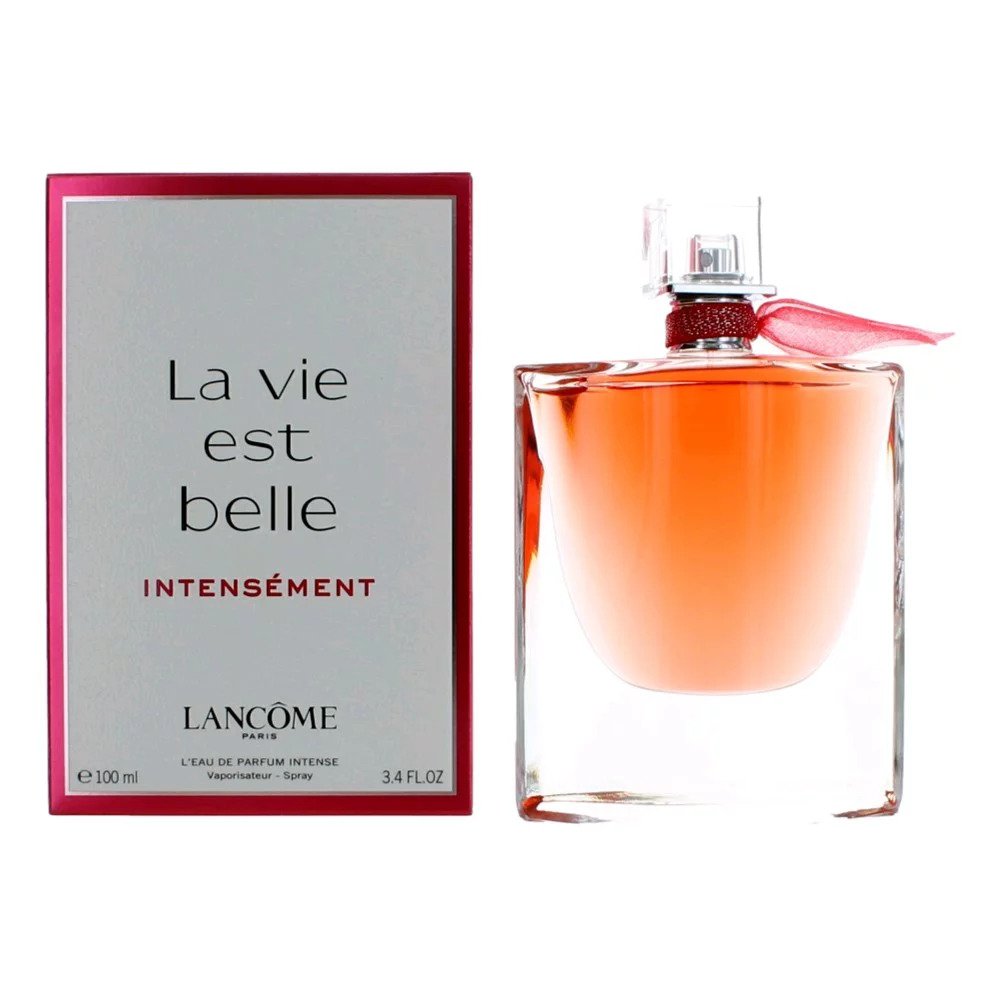 La vie
est
belle
INTENSÉMENT
LANCÔME
PARIS
L'EAU DE PARFUM INTENSE
Vaporisateur - Spray
℮ 100 ml 3.4 FL.OZ